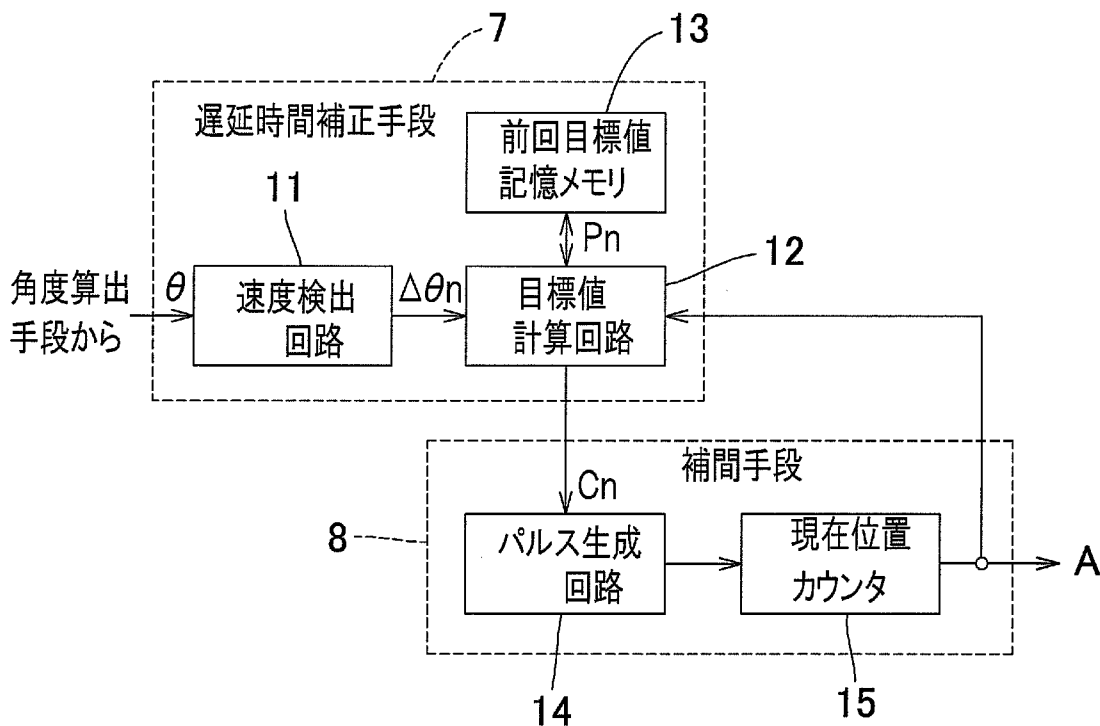 7
13
遅延時間補正手段
前回目標値
記憶メモリ
11
Pn
12
角度算出
手段から
θ
速度検出
回路
Δθn
目標値
計算回路
補間手段
Cn
8
パルス生成
回路
現在位置
カウンタ
A
14
15